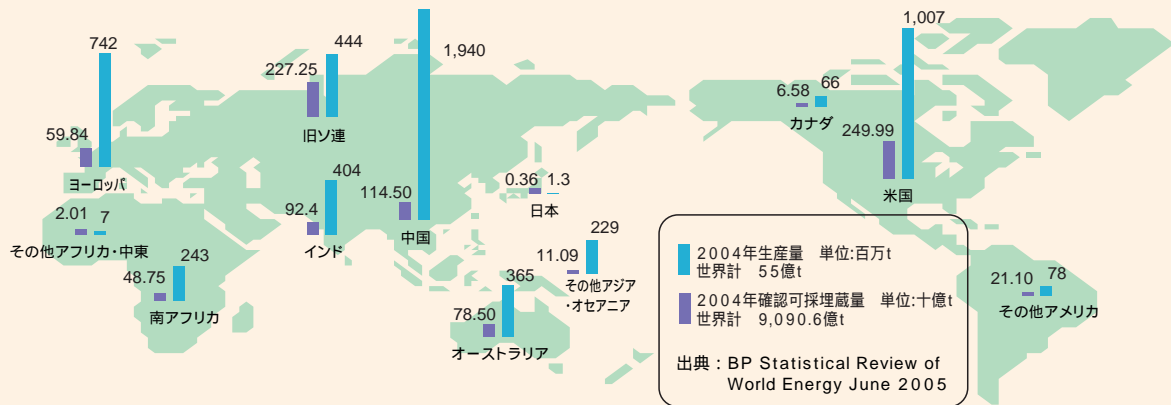 742
59.84
ヨーロッパ
2.01 7
その他アフリカ・中東
243
48.75
南アフリカ
444
227.25
旧ソ連
404
92.4
インド
1,940
114.50
中国
0.36 1.3
日本
229
11.09
その他アジア
・オセアニア
365
78.50
オーストラリア
6.58 66
カナダ
1,007
249.99
米国
21.10 78
その他アメリカ
2004年生産量 単位:百万t
世界計 55億t
2004年確認可採埋蔵量 単位:十億t
世界計 9,090.6億t
出典:BP Statistical Review of
World Energy June 2005